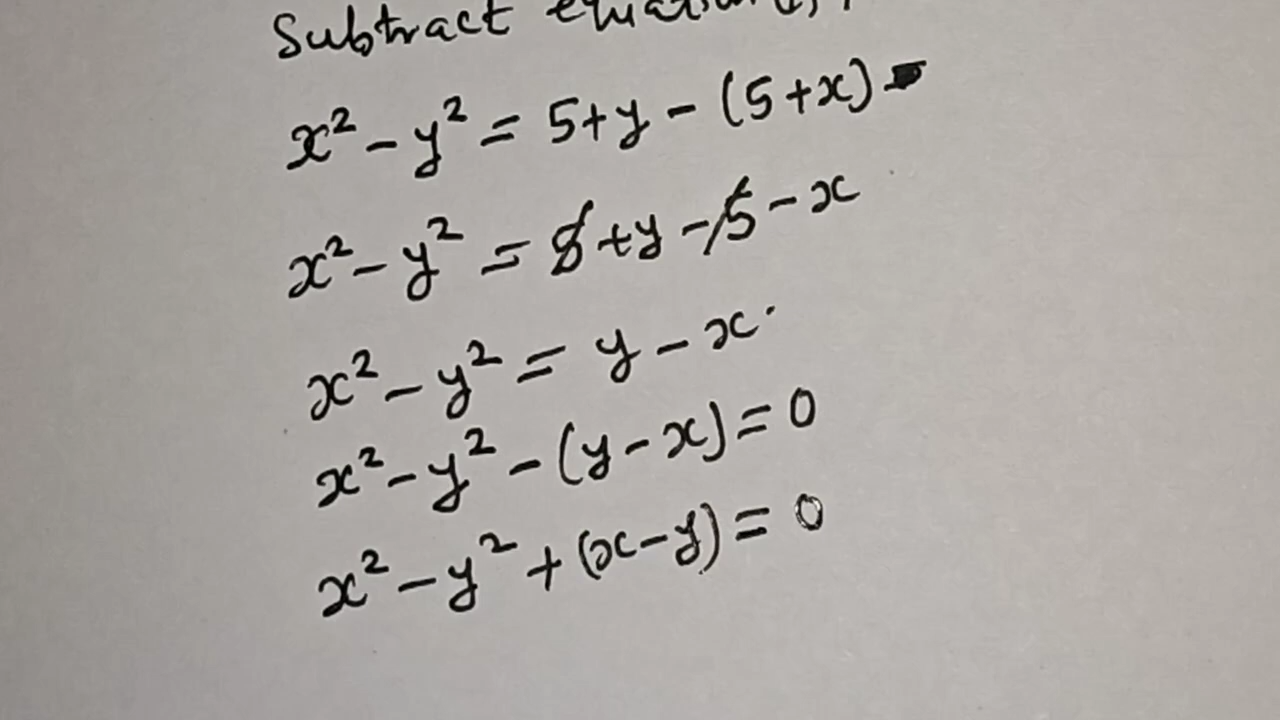 Subtract
x² - y² = 5+y - (5+x)
x² - y² = 5+y - 5 - x
x² - y² = y - x
x² - y² - (y - x) = 0
x² - y² + (x - y) = 0